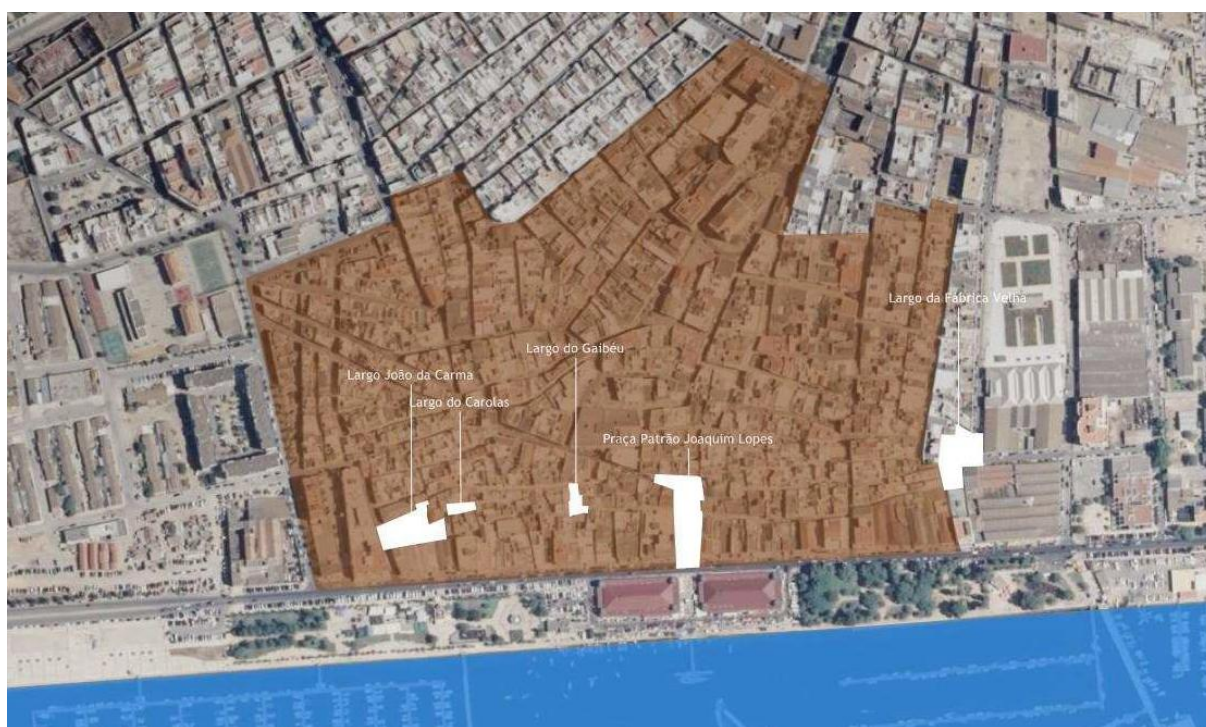 Largo da Fábrica Velha
Largo do Gaibéu
Largo João da Carma
Largo do Carolas
Praça Patrão Joaquim Lopes